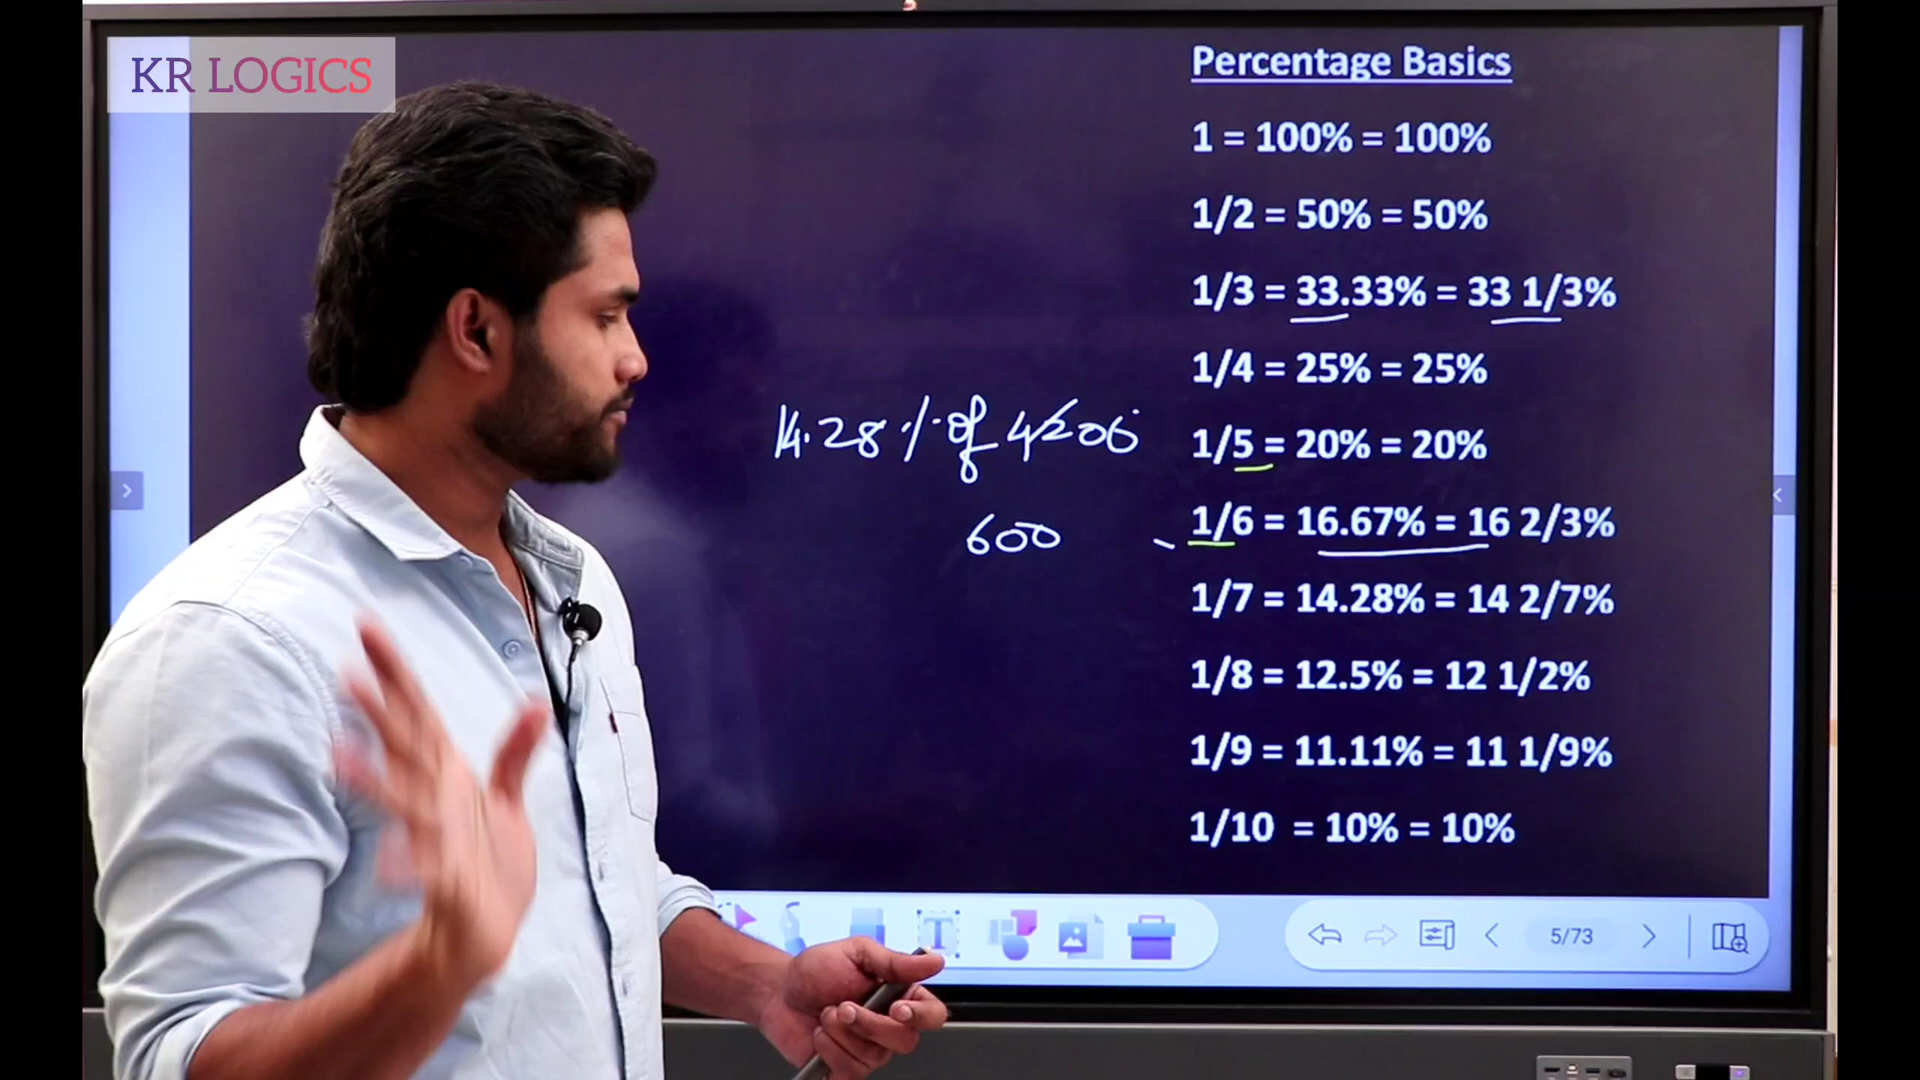 KR LOGICS
Percentage Basics
1 = 100% = 100%
1/2 = 50% = 50%
1/3 = 33.33% = 33 1/3%
1/4 = 25% = 25%
1/5 = 20% = 20%
1/6 = 16.67% = 16 2/3%
1/7 = 14.28% = 14 2/7%
1/8 = 12.5% = 12 1/2%
1/9 = 11.11% = 11 1/9%
1/10 = 10% = 10%
14.28% of 4200
600
T
5/73